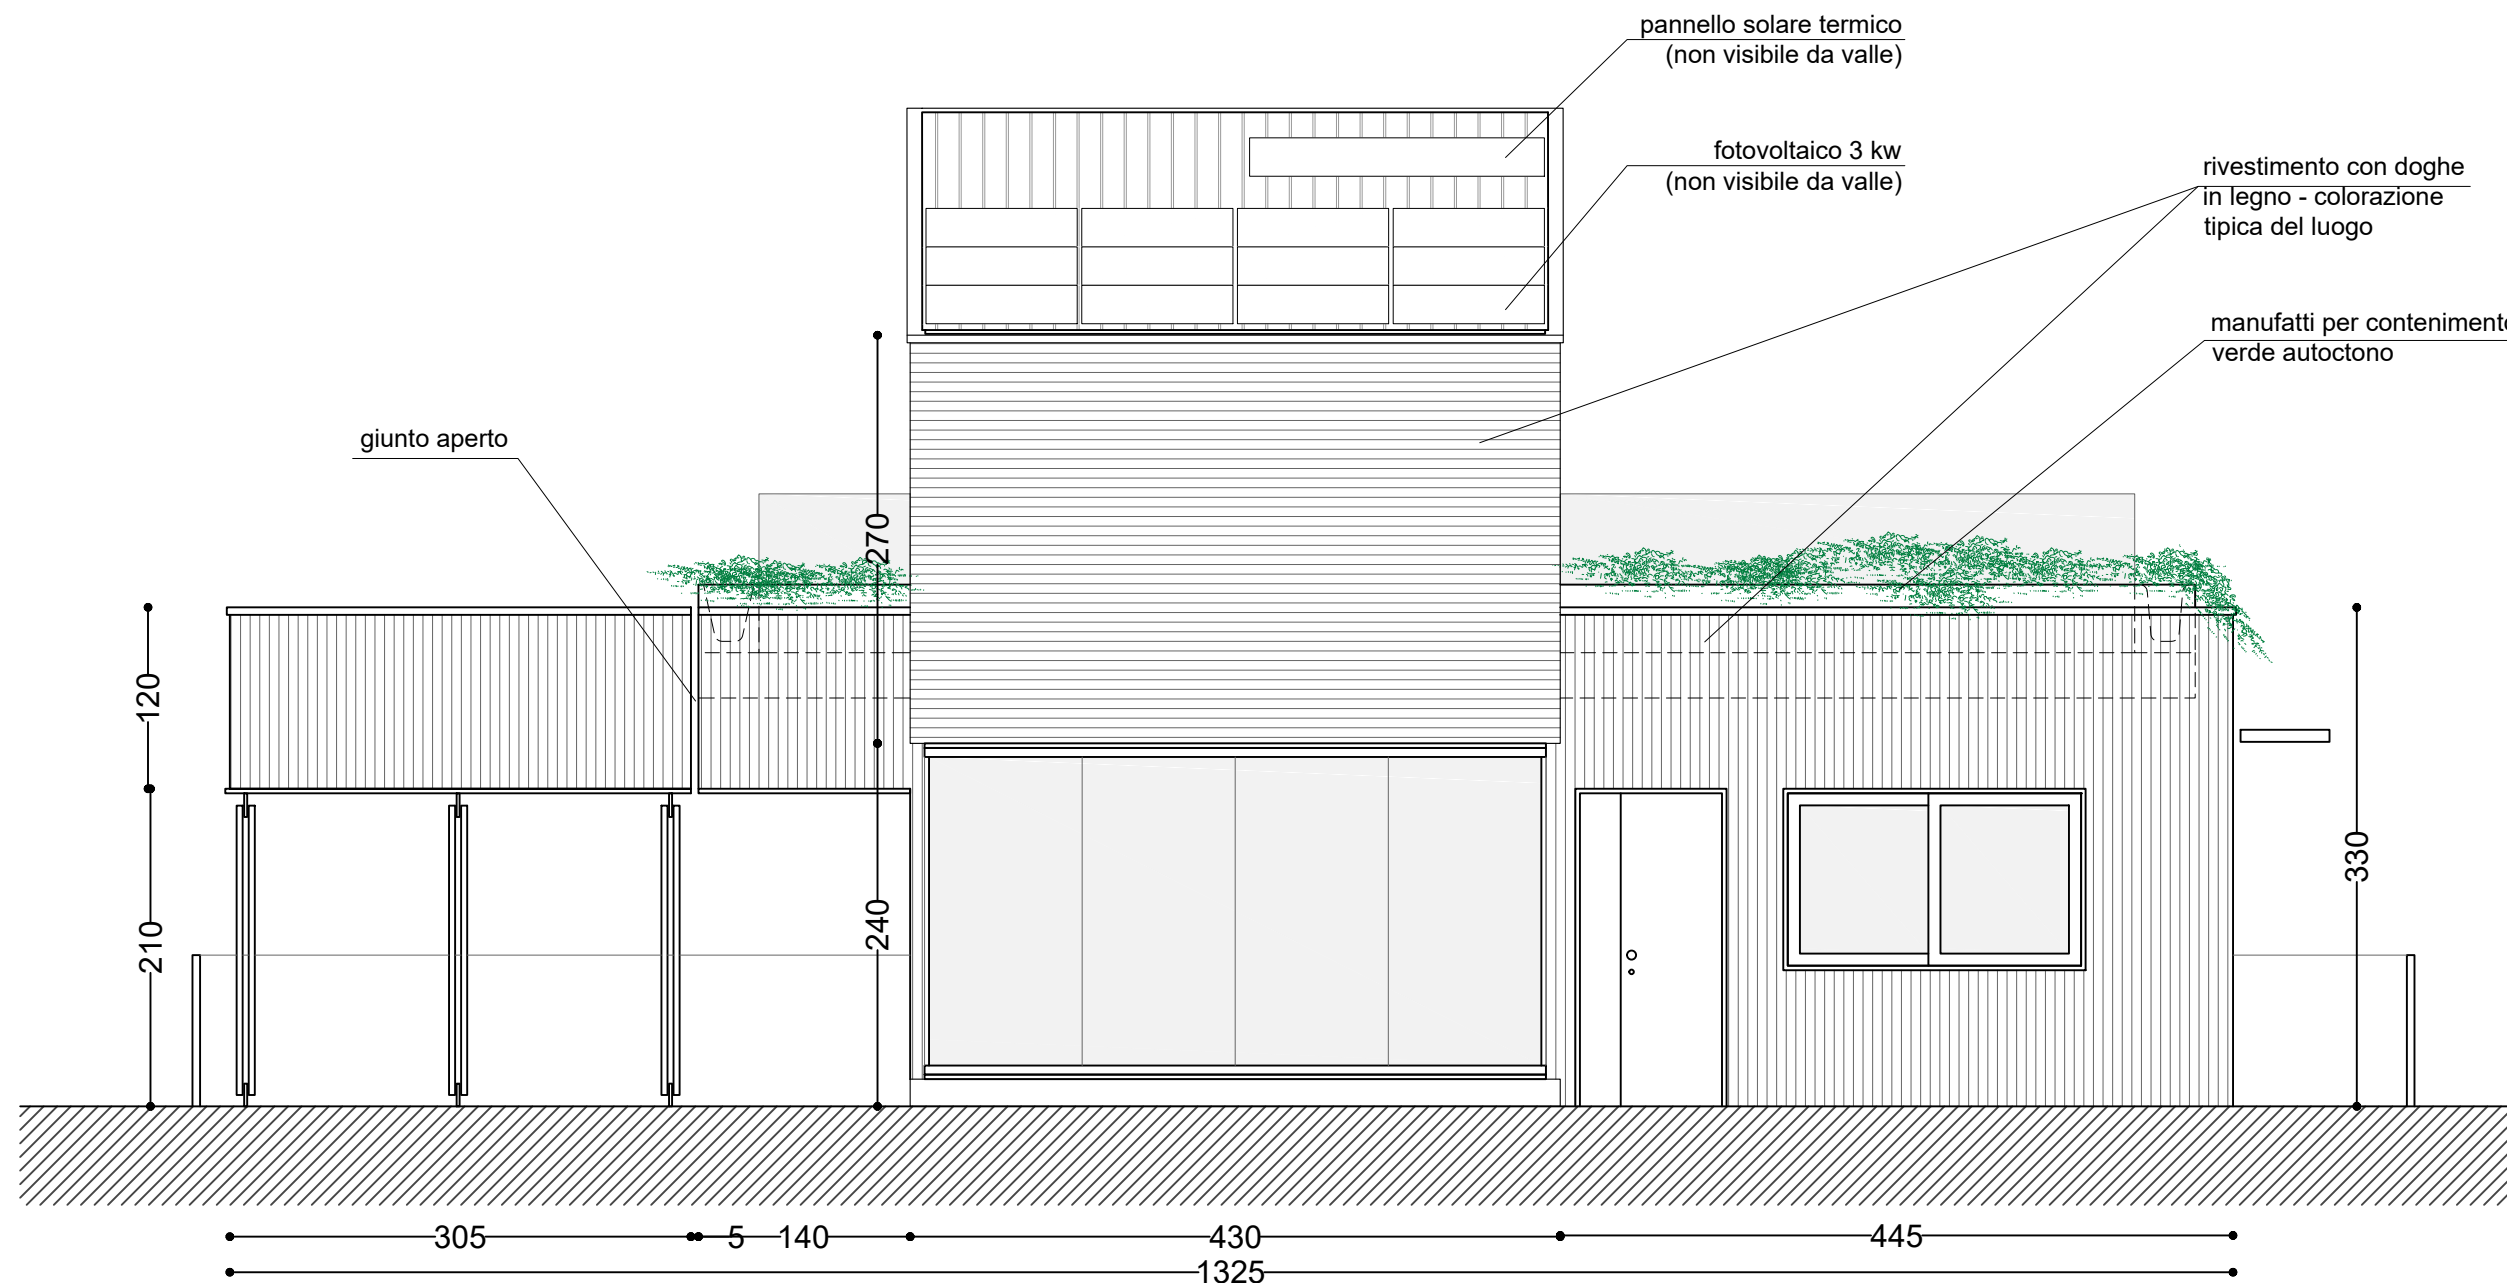 pannello solare termico
(non visibile da valle)
fotovoltaico 3 kw
(non visibile da valle)
rivestimento con doghe
in legno - colorazione
tipica del luogo
manufatti per contenimento
verde autoctono
giunto aperto
270
120
330
240
210
305
5
140
430
445
1325